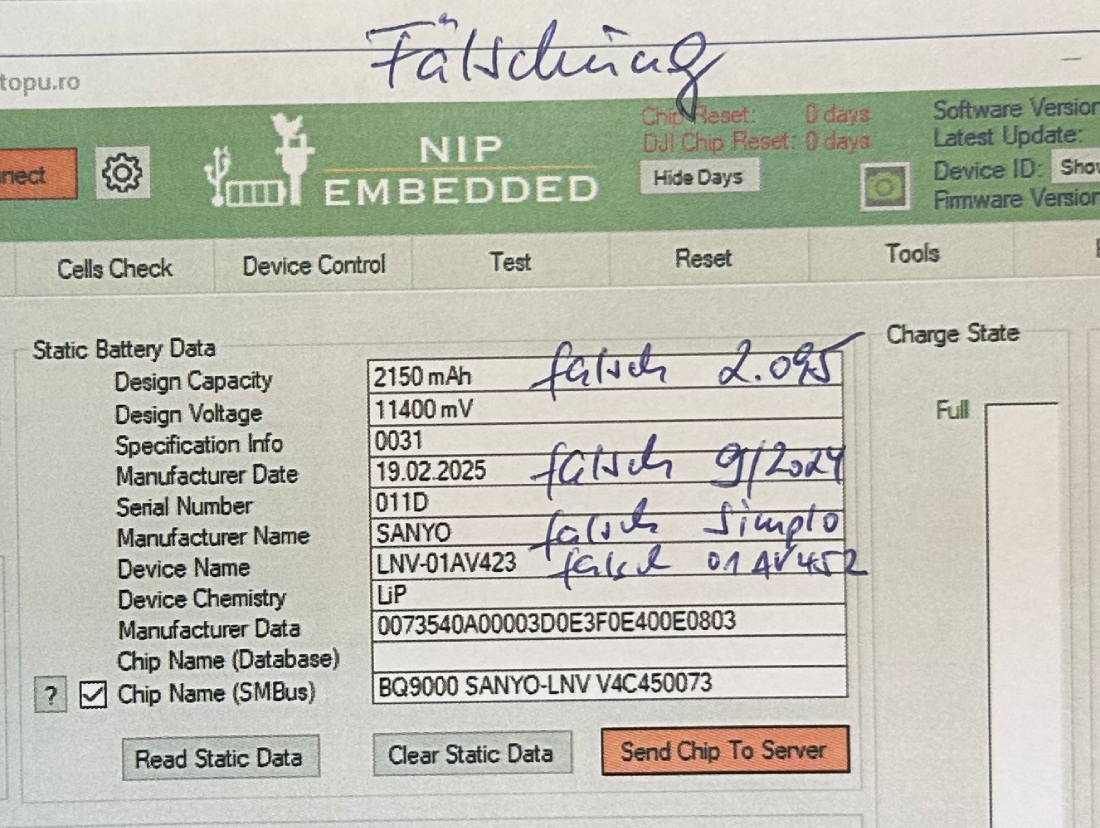 Fälschung
topu.ro
nnect
NIP
EMBEDDED
Chip Reset: 0 days
DJI Chip Reset: 0 days
Hide Days
Software Version
Latest Update:
Device ID: Show
Firmware Version
Cells Check
Device Control
Test
Reset
Tools
Static Battery Data
Design Capacity 2150 mAh falsch 2.095
Design Voltage 11400 mV
Specification Info 0031
Manufacturer Date 19.02.2025 falsch 9/2024
Serial Number 011D
Manufacturer Name SANYO falsch Simplo
Device Name LNV-01AV423 falsch 01AV452
Device Chemistry LiP
Manufacturer Data 0073540A00003D0E3F0E400E0803
Chip Name (Database)
? Chip Name (SMBus) BQ9000 SANYO-LNV V4C450073
Read Static Data
Clear Static Data
Send Chip To Server
Charge State
Full